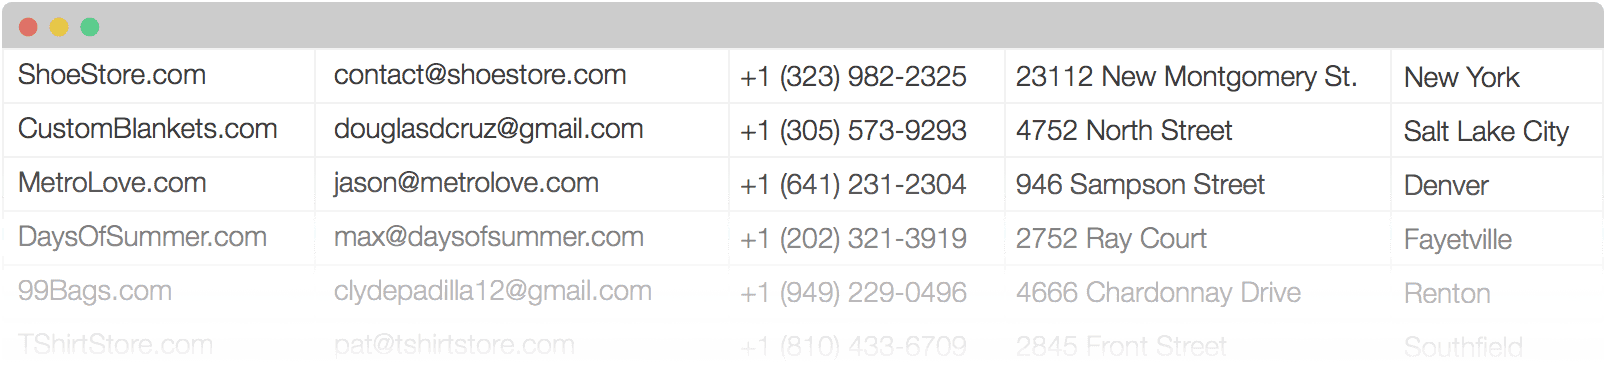 ShoeStore.com contact@shoestore.com +1 (323) 982-2325 23112 New Montgomery St. New York
CustomBlankets.com douglasdcruz@gmail.com +1 (305) 573-9293 4752 North Street Salt Lake City
MetroLove.com jason@metrolove.com +1 (641) 231-2304 946 Sampson Street Denver
DaysOfSummer.com max@daysofsummer.com +1 (202) 321-3919 2752 Ray Court Fayetville
99Bags.com clydepadilla12@gmail.com +1 (949) 229-0496 4666 Chardonnay Drive Renton
TShirtStore.com pat@tshirtstore.com +1 (810) 433-6709 2845 Front Street Southfield